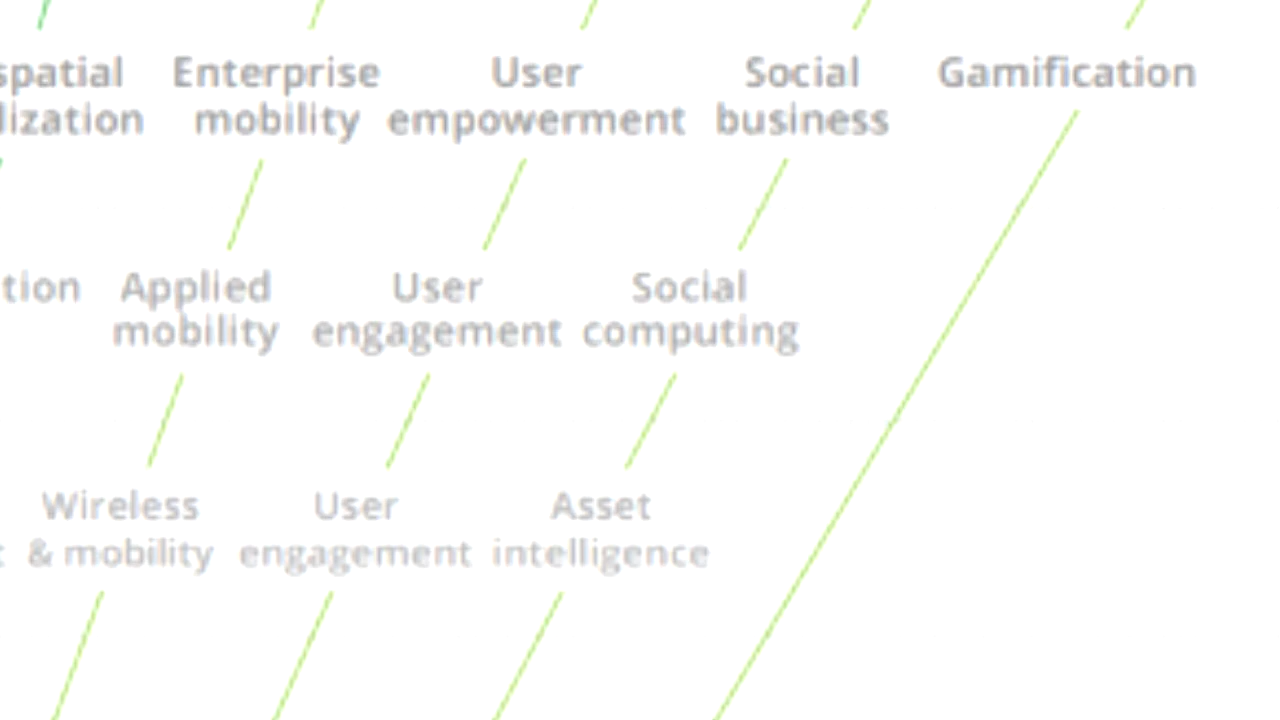 spatial Enterprise User Social Gamification
lization mobility empowerment business
tion Applied User Social
mobility engagement computing
Wireless User Asset
& mobility engagement intelligence